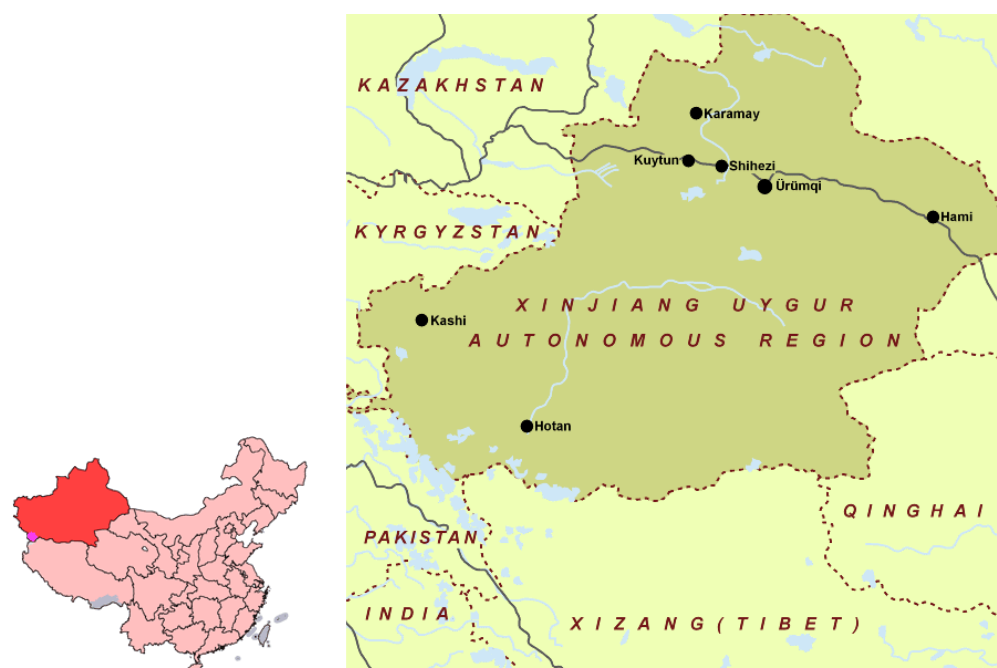 KAZAKHSTAN
Karamay
Kuytun
Shihezi
Ürümqi
Hami
KYRGYZSTAN
XINJIANG UYGUR
AUTONOMOUS REGION
Kashi
Hotan
QINGHAI
PAKISTAN
INDIA
XIZANG(TIBET)